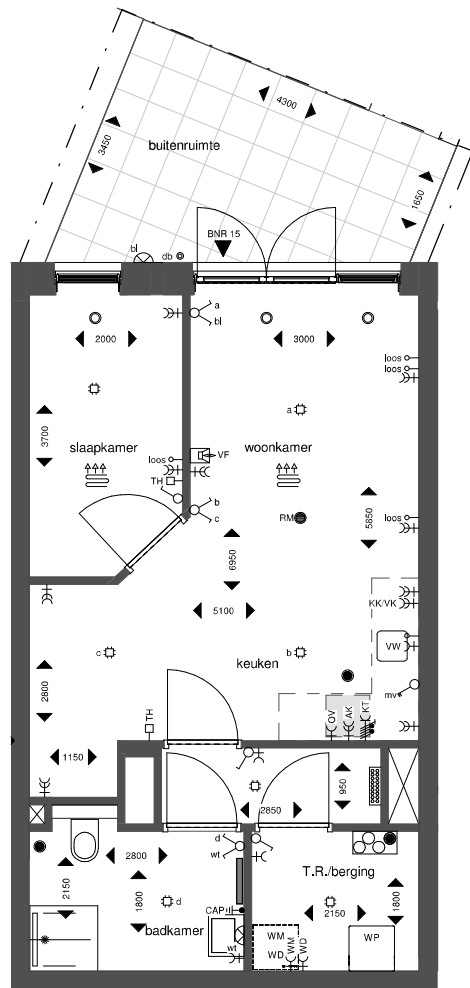 4300
3450
buitenruimte
1650
BNR 15
bl
db
a
bl
2000
3000
loos
loos
a
3700
slaapkamer
woonkamer
loos
VF
TH
b
c
RM
loos
5850
6950
5100
KK/VK
c
b
VW
keuken
2800
mv
TH
OV
AK
KT
1150
950
2850
d
wt
2800
2150
1800
T.R./berging
d
CAP
2150
1800
badkamer
WM
WD
WM
WD
WP
wt